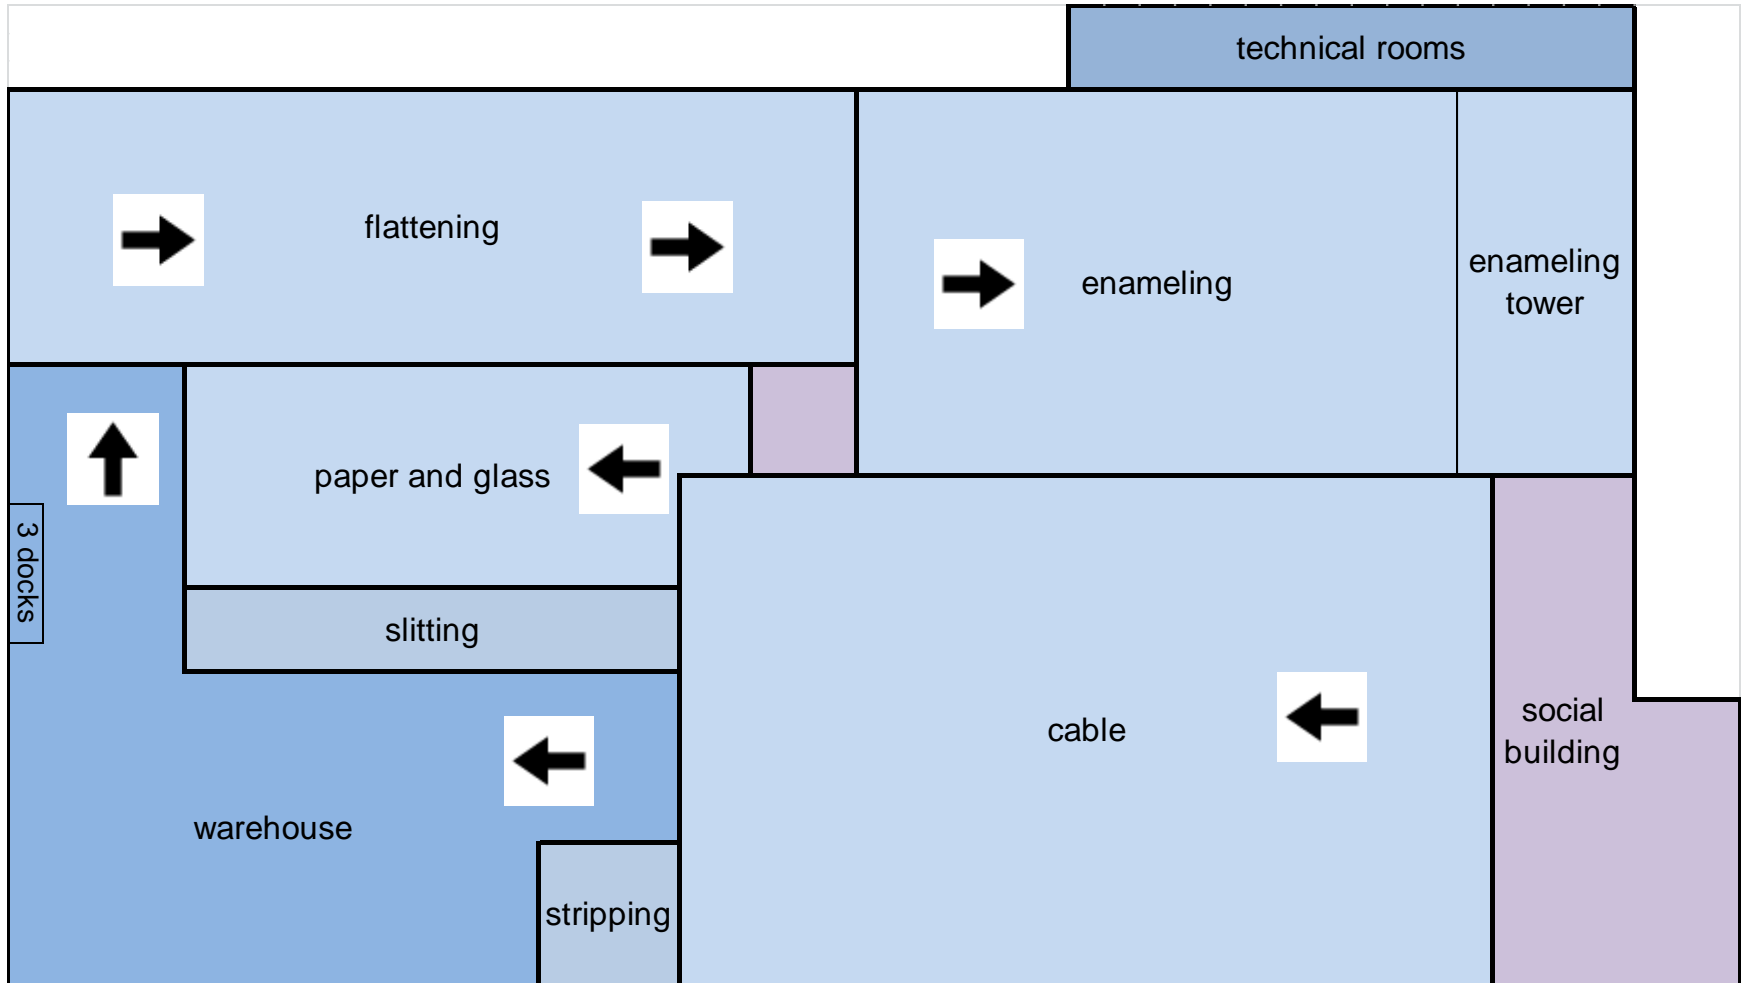 technical rooms
flattening
enameling
enameling
tower
paper and glass
3 docks
slitting
cable
social
building
warehouse
stripping